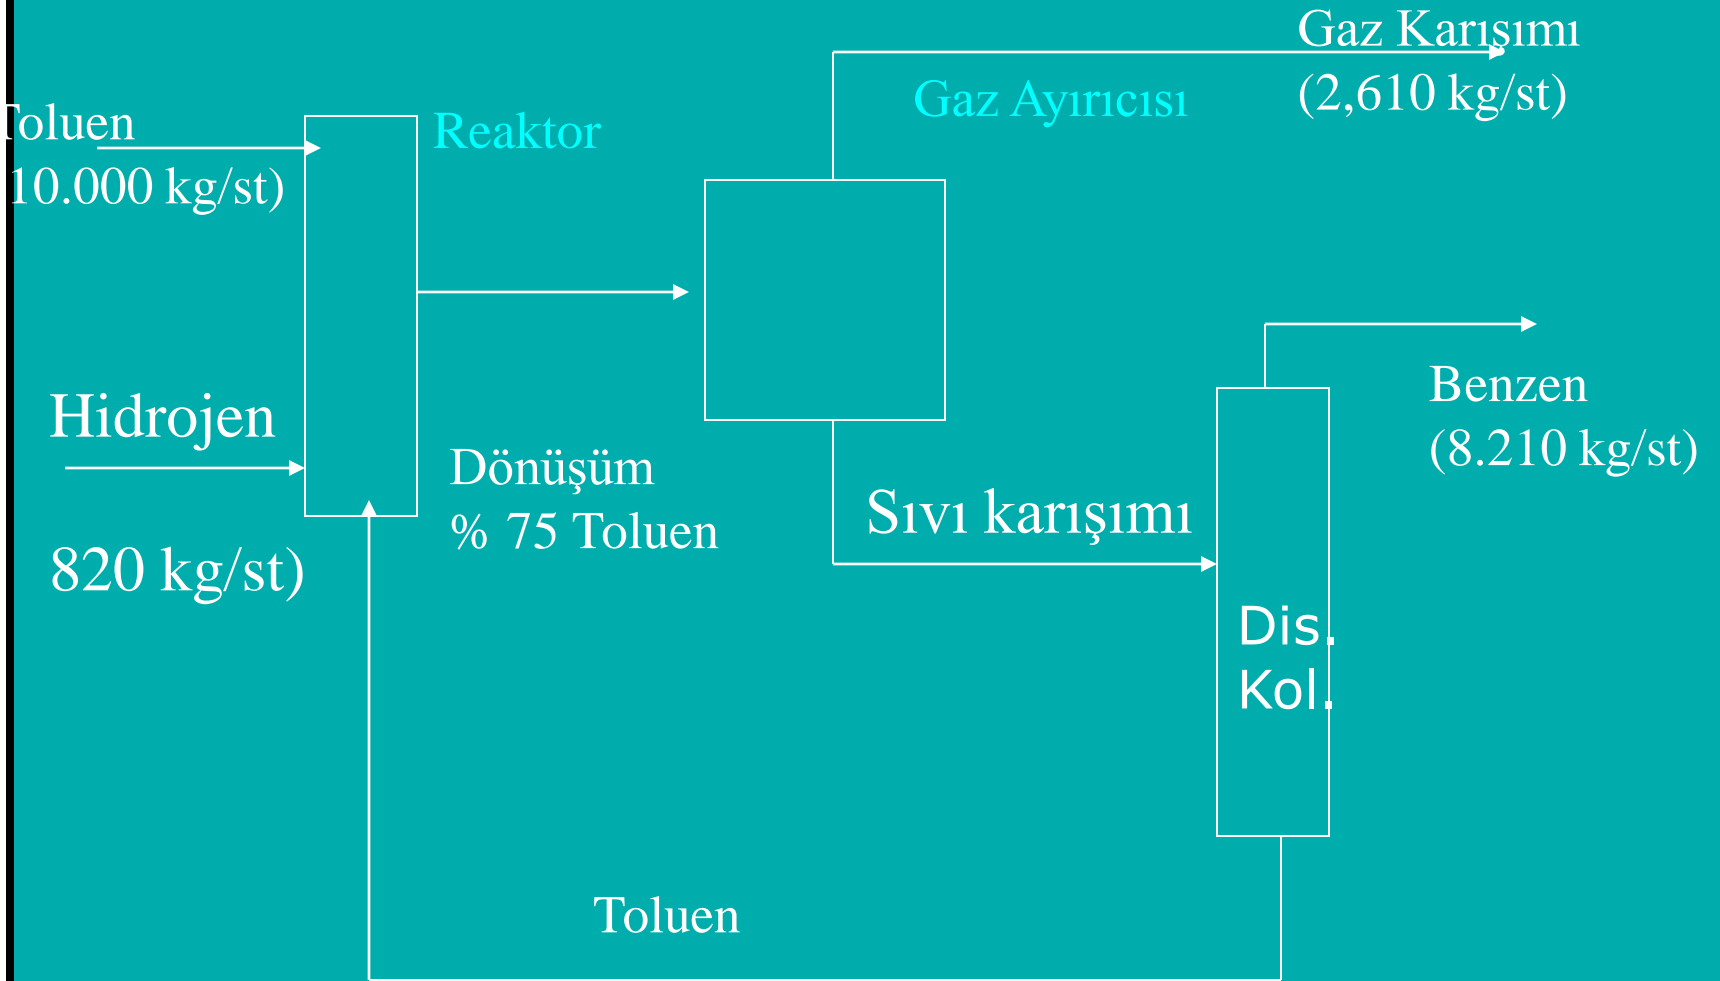 Gaz Karışımı
(2,610 kg/st)
Gaz Ayırıcısı
Toluen
10.000 kg/st)
Reaktor
Hidrojen
820 kg/st)
Dönüşüm
% 75 Toluen
Benzen
(8.210 kg/st)
Sıvı karışımı
Dis.
Kol.
Toluen